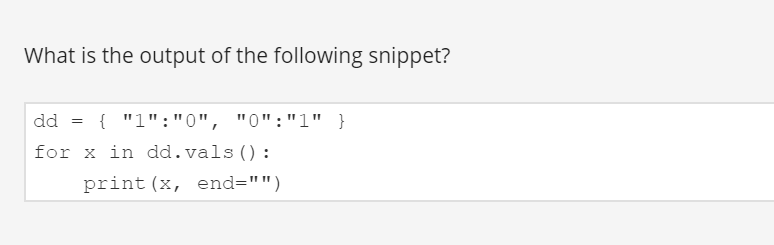 What is the output of the following snippet?
dd = { "1":"0", "0":"1" }
for x in dd.vals():
    print(x, end="")